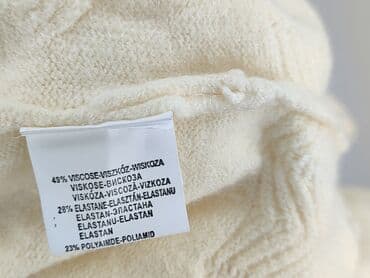 49% VISCOSE-VISZKÓZ-WISKOZA
VISKOSE-ВИСКОЗА
VISKÓZA-VISCOZĂ-VIZKOZA
28% ELASTANE-ELASZTÁN-ELASTANU
ELASTAN-ЭЛАСТАНА
ELASTANU-ELASTAN
ELASTAN
23% POLYAIMDE-POLIAMID